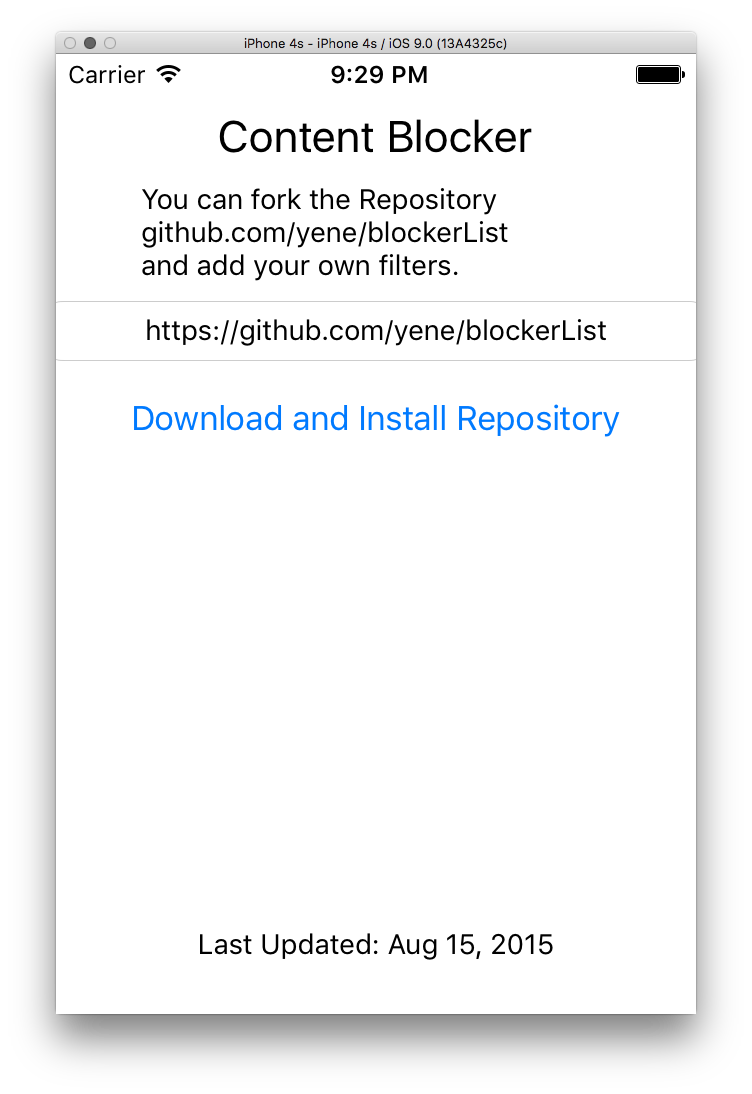 iPhone 4s - iPhone 4s / iOS 9.0 (13A4325c)
Carrier 9:29 PM
Content Blocker
You can fork the Repository
github.com/yene/blockerList
and add your own filters.
https://github.com/yene/blockerList
Download and Install Repository
Last Updated: Aug 15, 2015